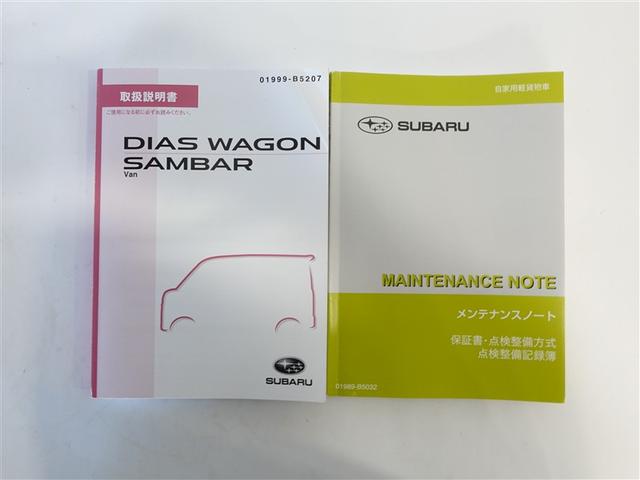 01999-B5207
取扱説明書
ご使用になる前に必ずお読みください。
DIAS WAGON
SAMBAR
Van
SUBARU
自家用軽貨物車
SUBARU
MAINTENANCE NOTE
メンテナンスノート
保証書・点検整備方式
点検整備記録簿
01989-B5032